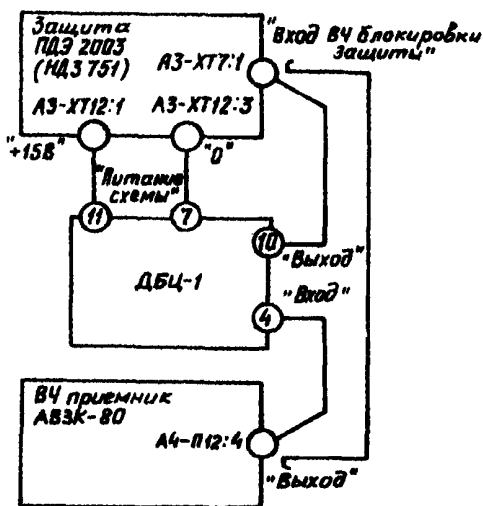 Защита
ПДЭ 2003
(НДЗ 751)
"Вход ВЧ блокировки
защиты"
А3-ХТ7:1
А3-ХТ12:1
А3-ХТ12:3
"+15В"
"0"
"Питание
схемы"
11
7
10
"Выход"
ДБЦ-1
"Вход"
4
ВЧ приемник
АВЗК-80
А4-П12:4
"Выход"